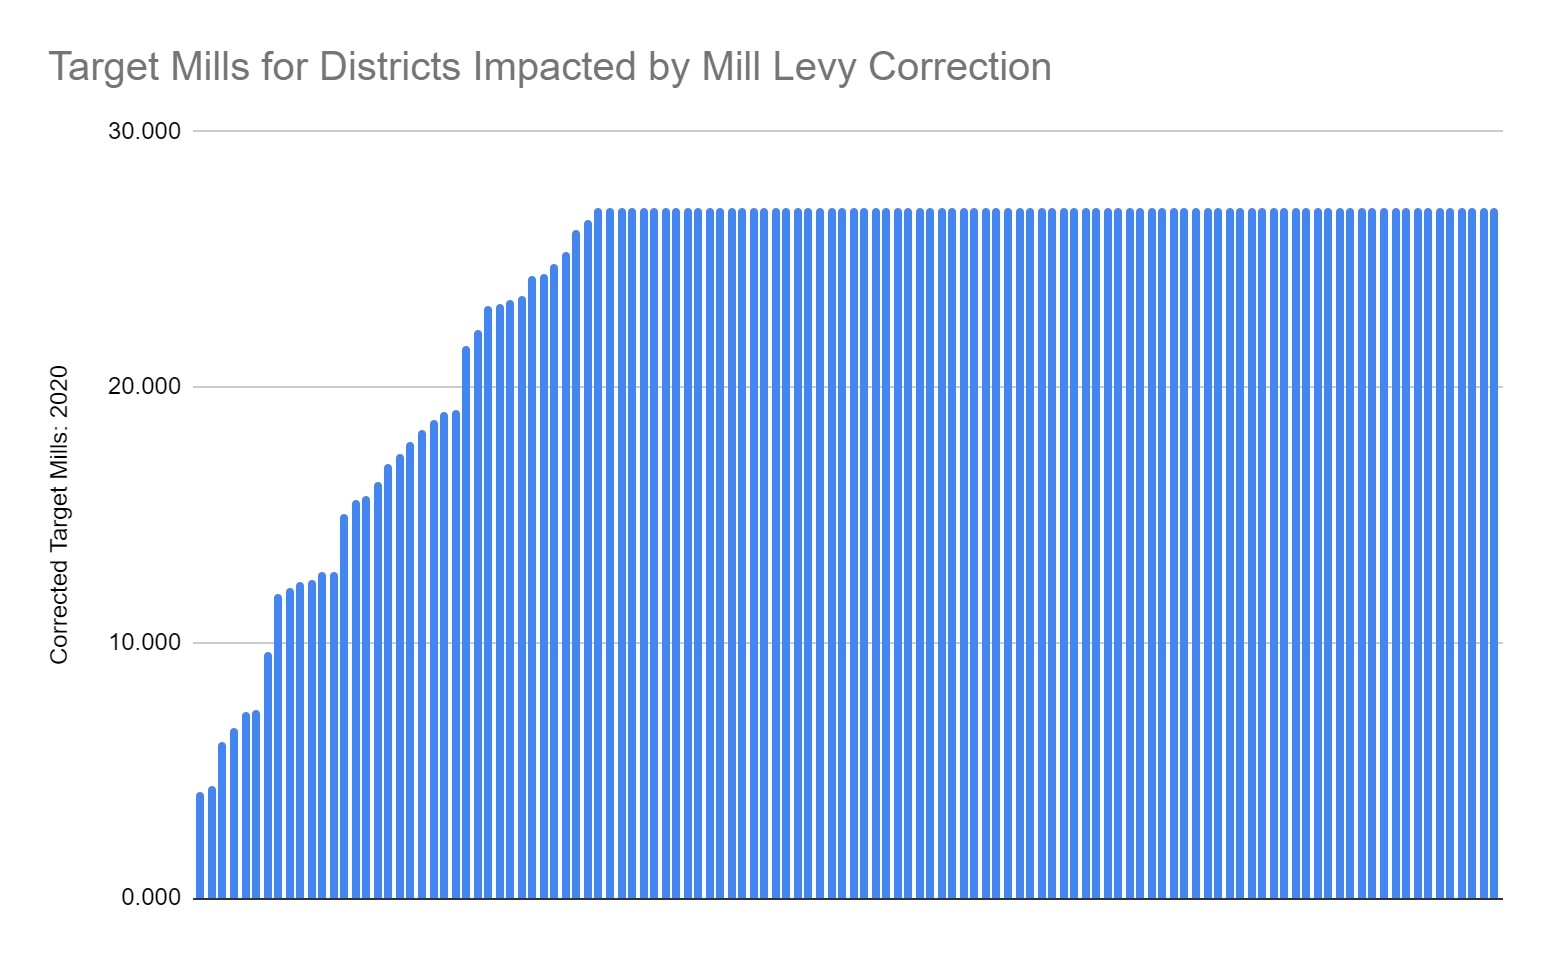 Target Mills for Districts Impacted by Mill Levy Correction
30.000
20.000
10.000
0.000
Corrected Target Mills: 2020